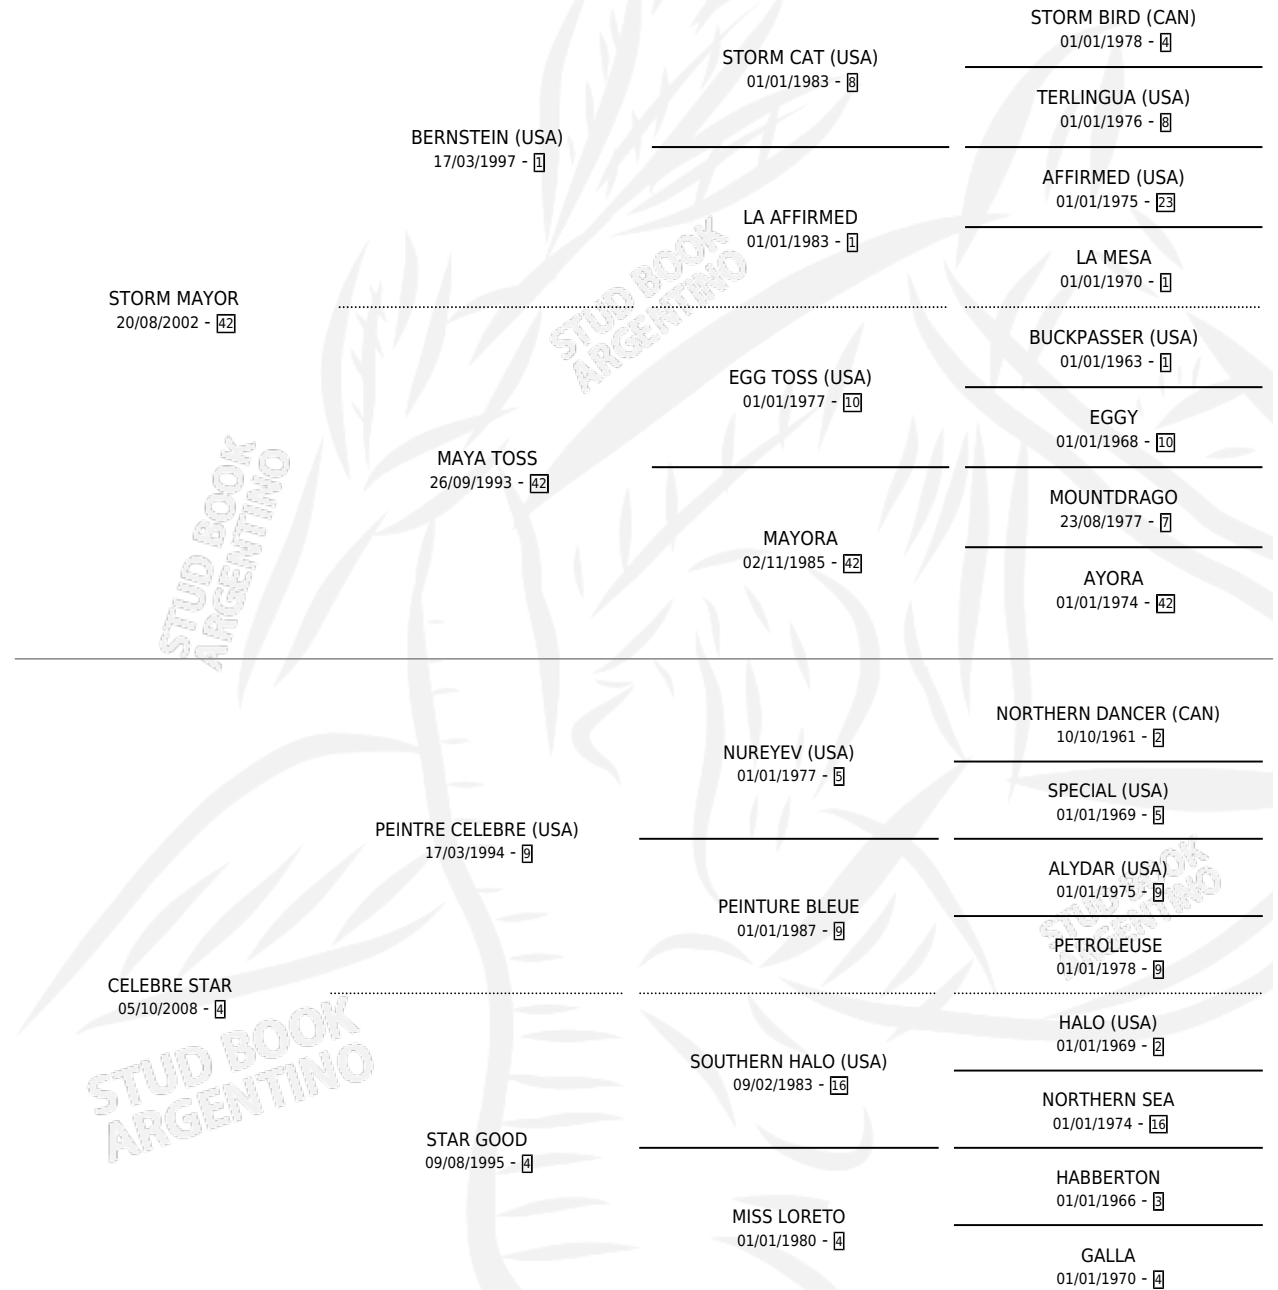 STORM BIRD (CAN)
01/01/1978 - 4
STORM CAT (USA)
01/01/1983 - 8
TERLINGUA (USA)
01/01/1976 - 8
BERNSTEIN (USA)
17/03/1997 - 1
AFFIRMED (USA)
01/01/1975 - 23
LA AFFIRMED
01/01/1983 - 1
LA MESA
01/01/1970 - 1
STORM MAYOR
20/08/2002 - 42
BUCKPASSER (USA)
01/01/1963 - 1
EGG TOSS (USA)
01/01/1977 - 10
EGGY
01/01/1968 - 10
MAYA TOSS
26/09/1993 - 42
MOUNTDRAGO
23/08/1977 - 7
MAYORA
02/11/1985 - 42
AYORA
01/01/1974 - 42
NORTHERN DANCER (CAN)
10/10/1961 - 2
NUREYEV (USA)
01/01/1977 - 5
SPECIAL (USA)
01/01/1969 - 5
PEINTRE CELEBRE (USA)
17/03/1994 - 9
ALYDAR (USA)
01/01/1975 - 9
PEINTURE BLEUE
01/01/1987 - 9
PETROLEUSE
01/01/1978 - 9
CELEBRE STAR
05/10/2008 - 4
HALO (USA)
01/01/1969 - 2
SOUTHERN HALO (USA)
09/02/1983 - 16
NORTHERN SEA
01/01/1974 - 16
STAR GOOD
09/08/1995 - 4
HABBERTON
01/01/1966 - 3
MISS LORETO
01/01/1980 - 4
GALLA
01/01/1970 - 4
STUD BOOK
ARGENTINO
STUD BOOK
ARGENTINO
STUD BOOK
ARGENTINO
STUD BOOK
ARGENTINO